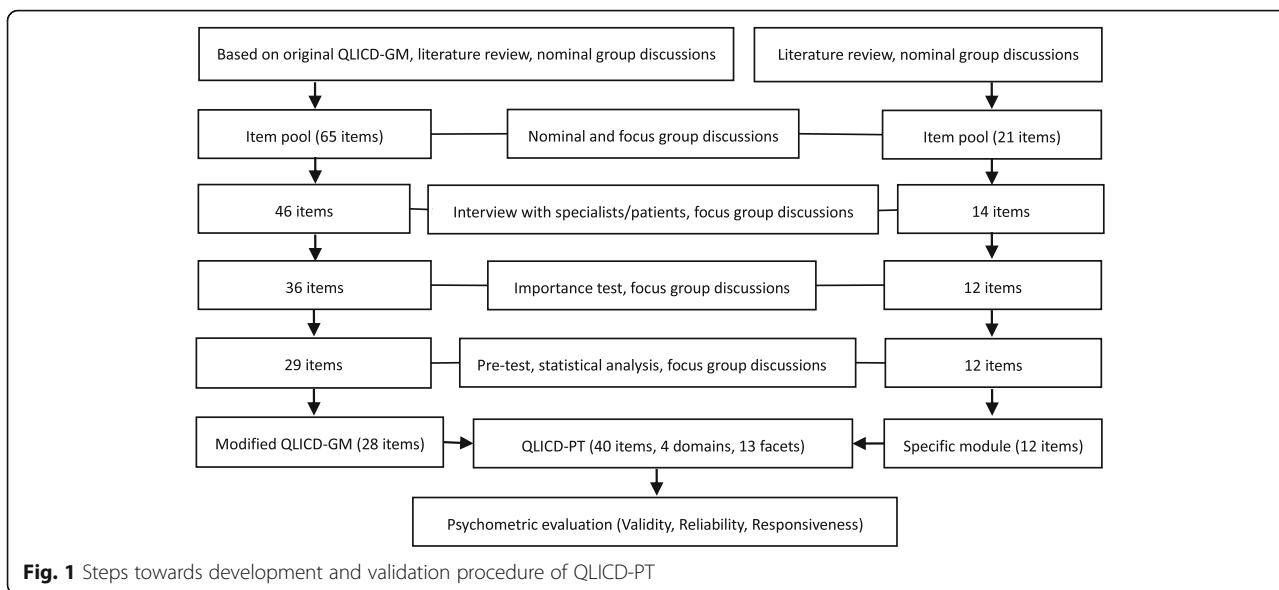 Based on original QLICD-GM, literature review, nominal group discussions
Literature review, nominal group discussions
Item pool (65 items)
Nominal and focus group discussions
Item pool (21 items)
46 items
Interview with specialists/patients, focus group discussions
14 items
36 items
Importance test, focus group discussions
12 items
29 items
Pre-test, statistical analysis, focus group discussions
12 items
Modified QLICD-GM (28 items)
QLICD-PT (40 items, 4 domains, 13 facets)
Specific module (12 items)
Psychometric evaluation (Validity, Reliability, Responsiveness)
Fig. 1 Steps towards development and validation procedure of QLICD-PT